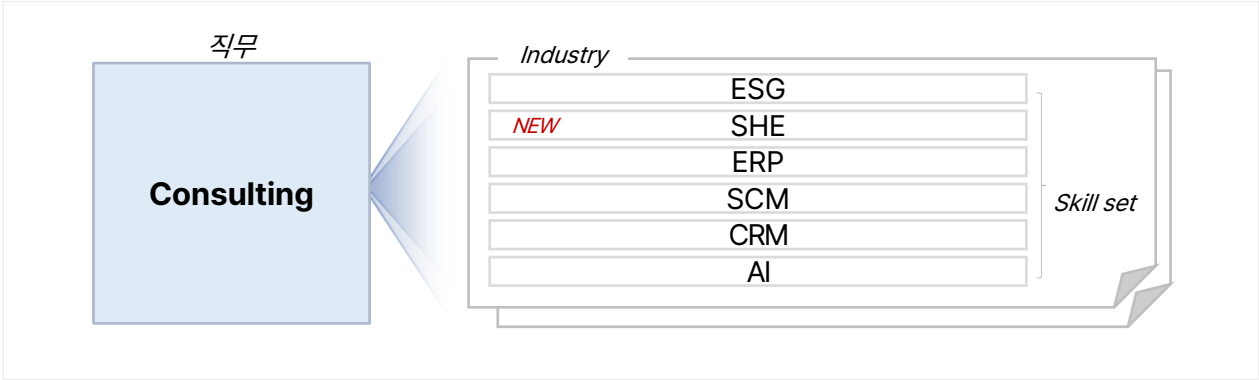 직무
Consulting
Industry
ESG
NEW SHE
ERP
SCM
CRM
AI
Skill set